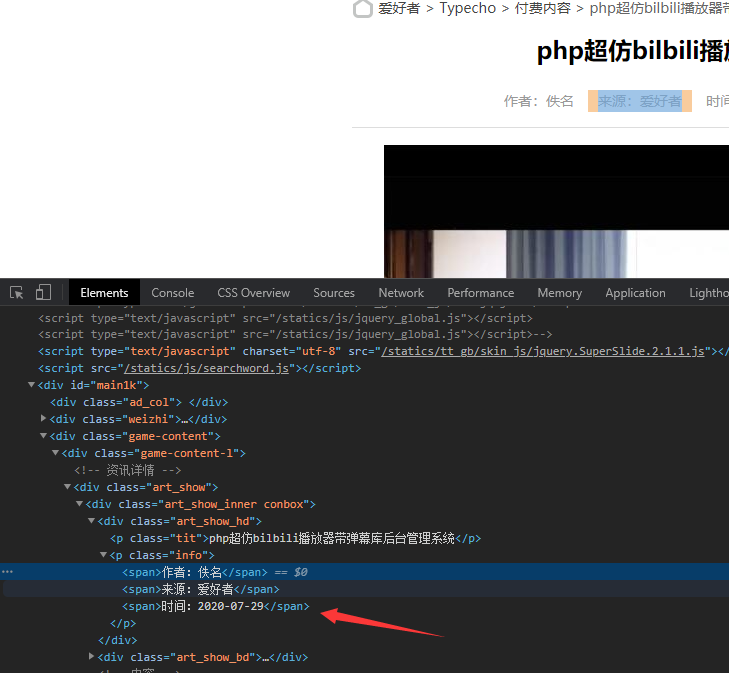 爱好者 > Typecho > 付费内容 > php超仿bilbili播放器带
php超仿bilbili播放
作者：佚名 来源：爱好者 时间
Elements Console CSS Overview Sources Network Performance Memory Application Lightho
<script type="text/javascript" src="/statics/js/jquery_global.js"></script>
<script type="text/javascript" src="/statics/js/jquery_global.js"></script>-->
<script type="text/javascript" charset="utf-8" src="/statics/tt_gb/skin_js/jquery.SuperSlide.2.1.1.js"></
<script src="/statics/js/searchword.js"></script>
▼<div id="main1k">
<div class="ad_col"> </div>
▶<div class="weizhi">…</div>
▼<div class="game-content">
▼<div class="game-content-l">
<!-- 资讯详情 -->
▼<div class="art_show">
▼<div class="art_show_inner conbox">
▼<div class="art_show_hd">
<p class="tit">php超仿bilbili播放器带弹幕库后台管理系统</p>
▼<p class="info">
<span>作者：佚名</span> == $0
<span>来源：爱好者</span>
<span>时间：2020-07-29</span>
</p>
</div>
▶<div class="art_show_bd">…</div>